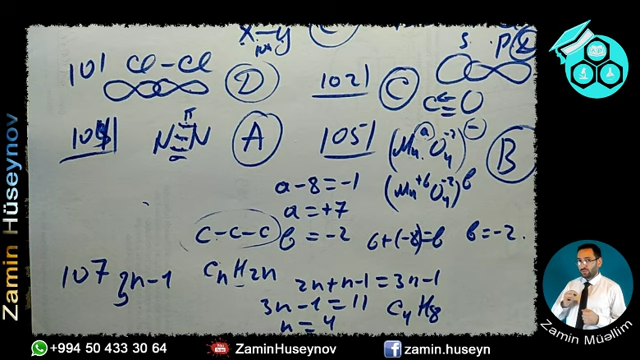 x – y
S P
101 Cl – Cl D
102 C
C≡O
104 N≡N A
π
105 (Mn^a O₄^-2)^- B
a - 8 = -1 (Mn^+6 O₄^-2)^b
a = +7
C – C – C b = -2 6 + (-8) = b b = -2
107 3n-1 CnH2n 2n + n - 1 = 3n - 1
3n - 1 = 11 C₄H₈
n = 4
Zamin Hüseynov
Zamin Müəllim
+994 50 433 30 64 ZaminHuseynov zamin.huseyn